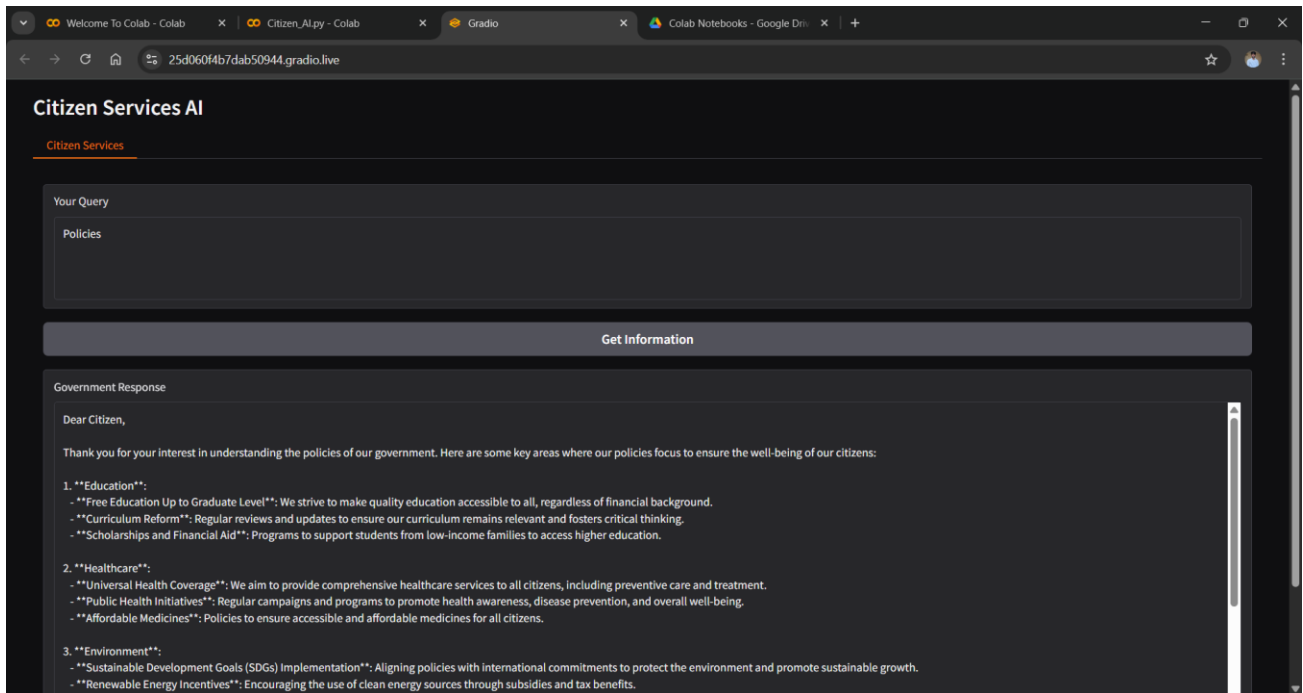 Welcome To Colab - Colab
Citizen_AI.py - Colab
Gradio
Colab Notebooks - Google Driv
25d060f4b7dab50944.gradio.live
Citizen Services AI
Citizen Services
Your Query
Policies
Get Information
Government Response
Dear Citizen,
Thank you for your interest in understanding the policies of our government. Here are some key areas where our policies focus to ensure the well-being of our citizens:
1. **Education**:
- **Free Education Up to Graduate Level**: We strive to make quality education accessible to all, regardless of financial background.
- **Curriculum Reform**: Regular reviews and updates to ensure our curriculum remains relevant and fosters critical thinking.
- **Scholarships and Financial Aid**: Programs to support students from low-income families to access higher education.
2. **Healthcare**:
- **Universal Health Coverage**: We aim to provide comprehensive healthcare services to all citizens, including preventive care and treatment.
- **Public Health Initiatives**: Regular campaigns and programs to promote health awareness, disease prevention, and overall well-being.
- **Affordable Medicines**: Policies to ensure accessible and affordable medicines for all citizens.
3. **Environment**:
- **Sustainable Development Goals (SDGs) Implementation**: Aligning policies with international commitments to protect the environment and promote sustainable growth.
- **Renewable Energy Incentives**: Encouraging the use of clean energy sources through subsidies and tax benefits.